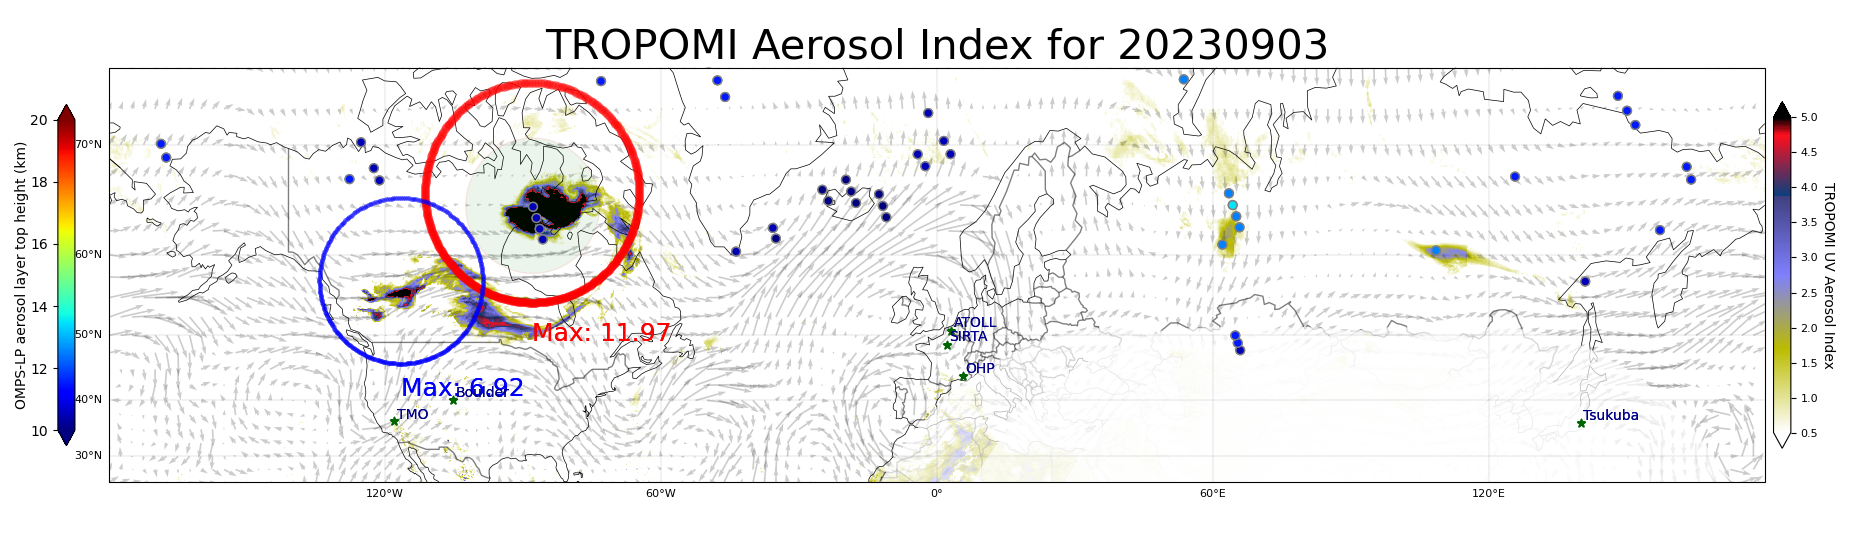 TROPOMI Aerosol Index for 20230903
OMPS-LP aerosol layer top height (km)
20
18
16
14
12
10
70°N
60°N
50°N
40°N
30°N
120°W
60°W
0°
60°E
120°E
Max: 11.97
Max: 6.92
Boulder
TMO
ATOLL
SIRTA
OHP
Tsukuba
5.0
4.5
4.0
3.5
3.0
2.5
2.0
1.5
1.0
0.5
TROPOMI UV Aerosol Index